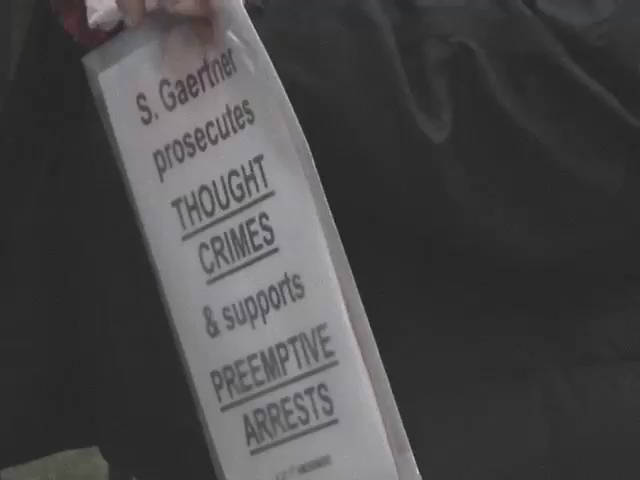 S. Gaertner
prosecutes
THOUGHT
CRIMES
& supports
PREEMPTIVE
ARRESTS